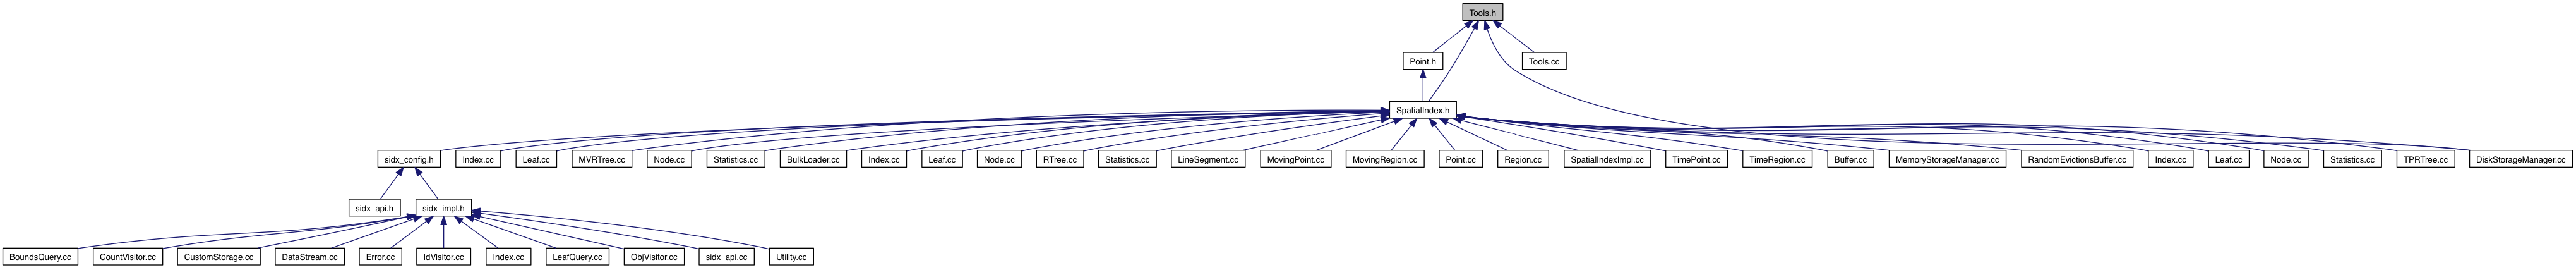 Tools.h
Point.h
Tools.cc
SpatialIndex.h
sidx_config.h
Index.cc
Leaf.cc
MVRTree.cc
Node.cc
Statistics.cc
BulkLoader.cc
Index.cc
Leaf.cc
Node.cc
RTree.cc
Statistics.cc
LineSegment.cc
MovingPoint.cc
MovingRegion.cc
Point.cc
Region.cc
SpatialIndexImpl.cc
TimePoint.cc
TimeRegion.cc
Buffer.cc
MemoryStorageManager.cc
RandomEvictionsBuffer.cc
Index.cc
Leaf.cc
Node.cc
Statistics.cc
TPRTree.cc
DiskStorageManager.cc
sidx_api.h
sidx_impl.h
BoundsQuery.cc
CountVisitor.cc
CustomStorage.cc
DataStream.cc
Error.cc
IdVisitor.cc
Index.cc
LeafQuery.cc
ObjVisitor.cc
sidx_api.cc
Utility.cc